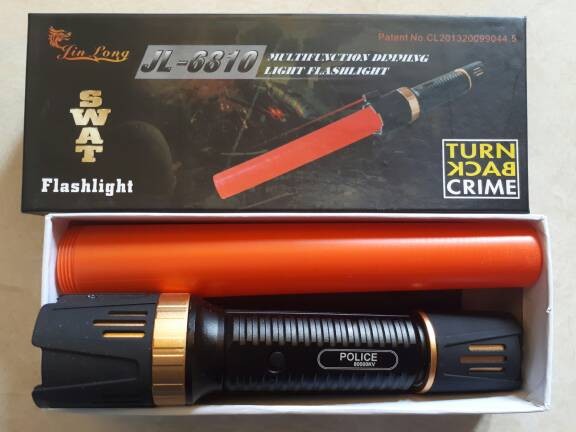 Jin Long
JL-6810
MULTIFUNCTION DIMMING
LIGHT FLASHLIGHT
Patent No.CL201320099044.5
SWAT
Flashlight
TURN
BACK
CRIME
POLICE
80000KV